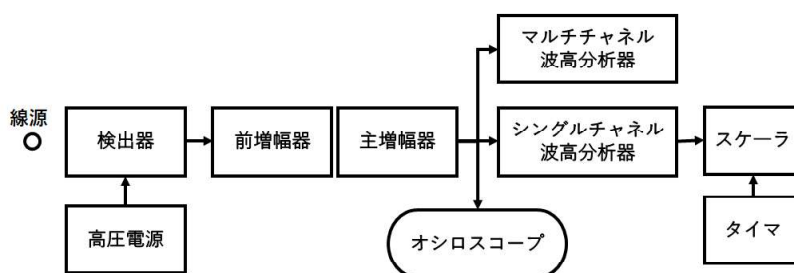 マルチチャネル
波高分析器
線源
検出器
前増幅器
主増幅器
シングルチャネル
波高分析器
スケーラ
高圧電源
オシロスコープ
タイマ